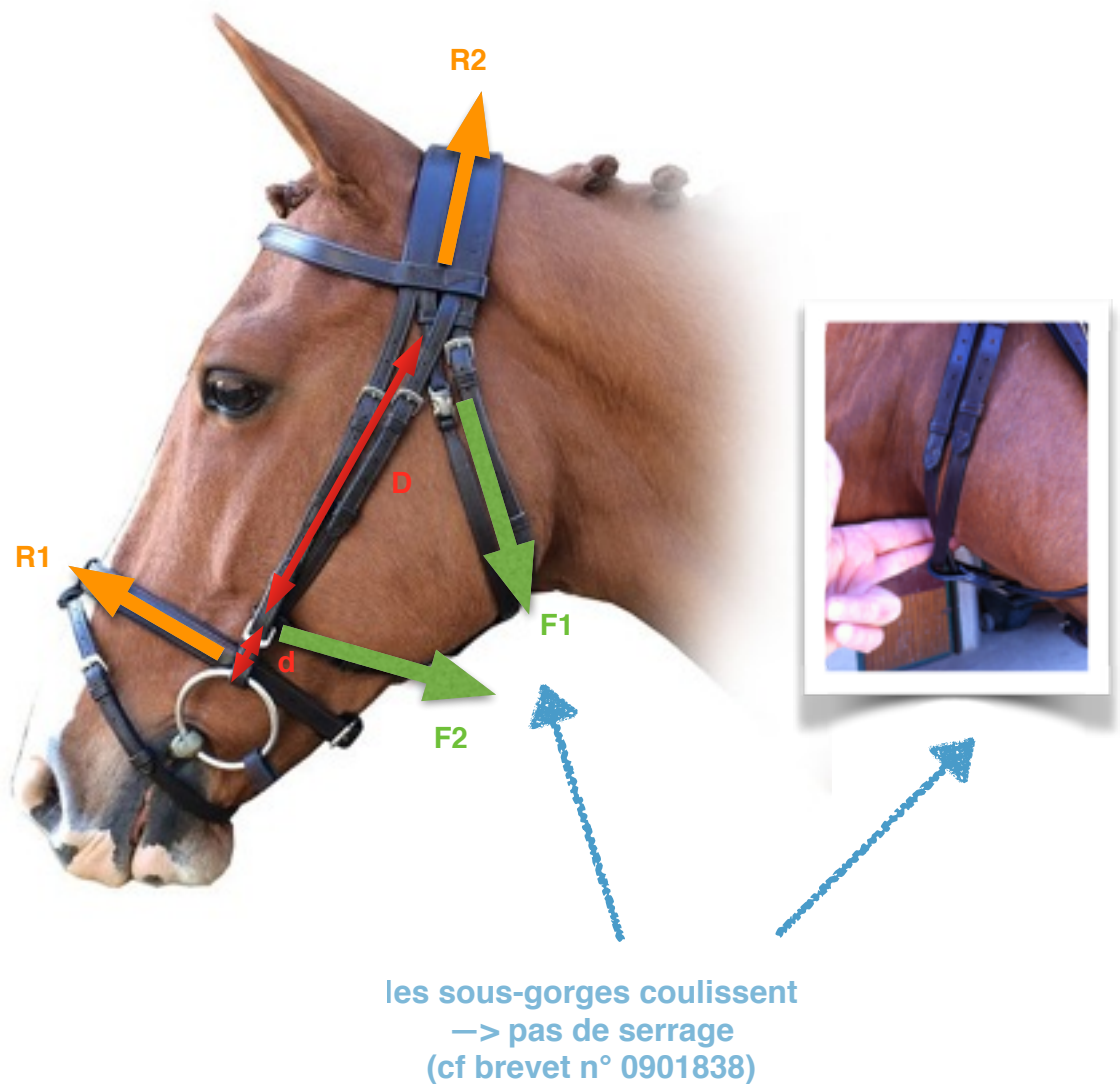 R2
D
R1
d
F1
F2
les sous-gorges coulissent
—> pas de serrage
(cf brevet n° 0901838)